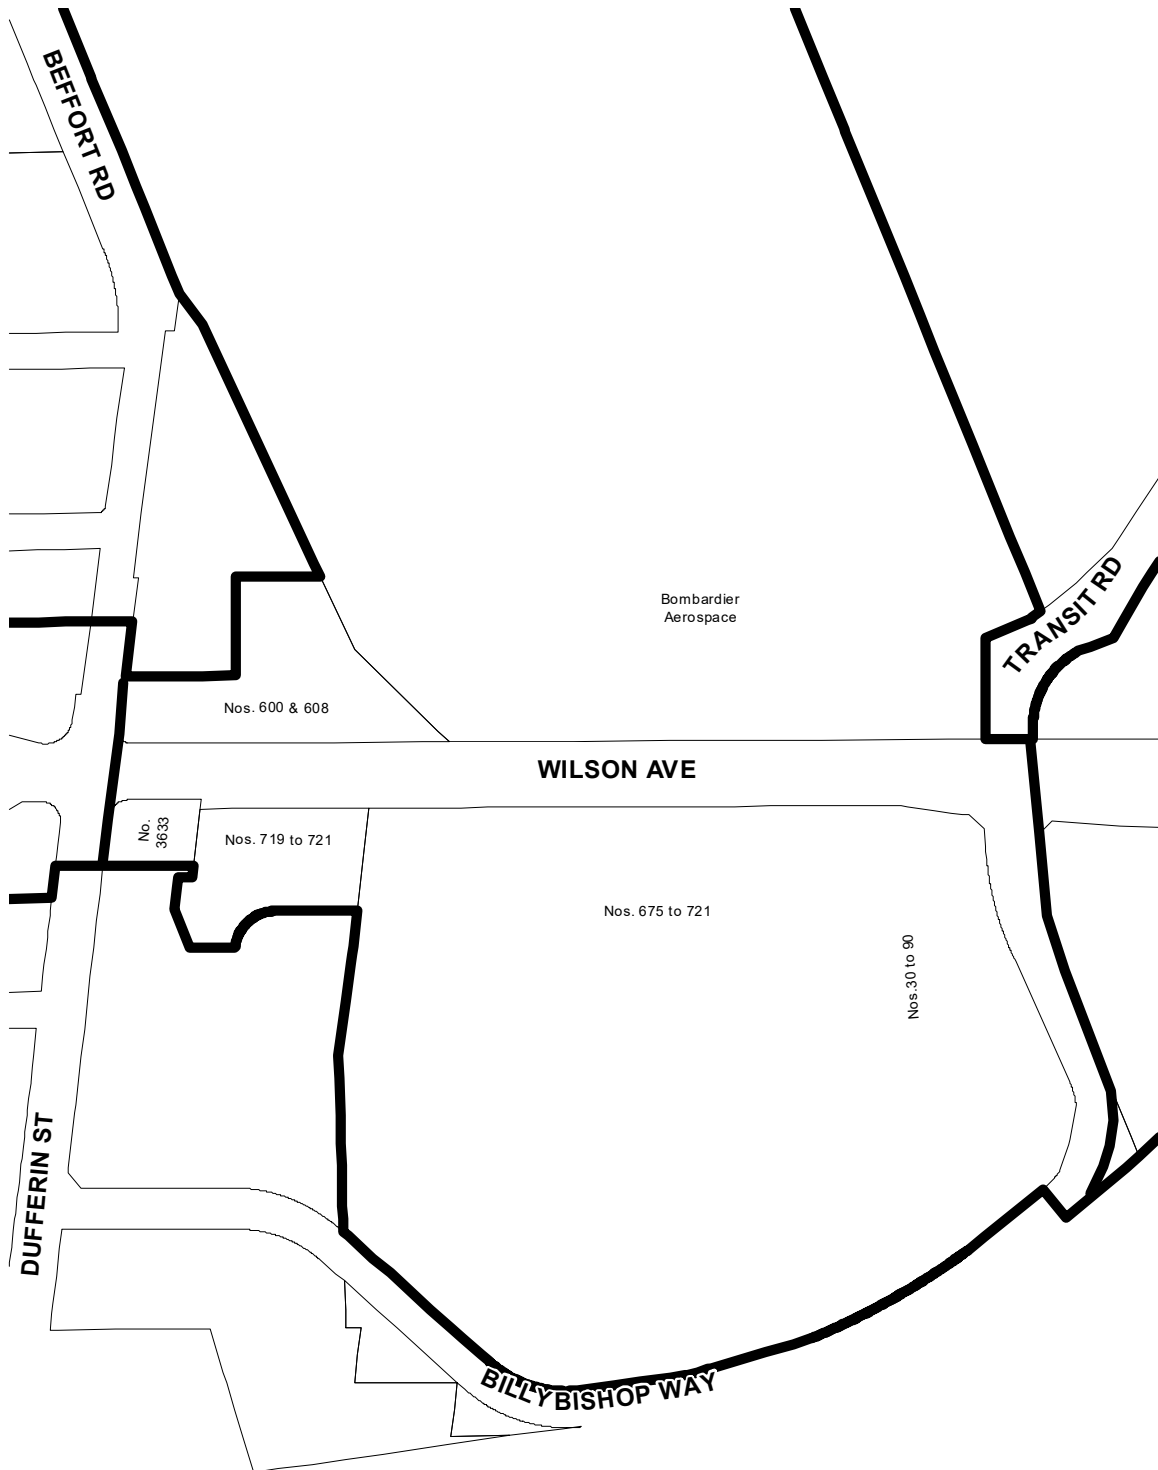 BEFFORT RD
Bombardier
Aerospace
TRANSIT RD
Nos. 600 & 608
WILSON AVE
No.
3633
Nos. 719 to 721
Nos. 675 to 721
Nos.30 to 90
DUFFERIN ST
BILLY BISHOP WAY